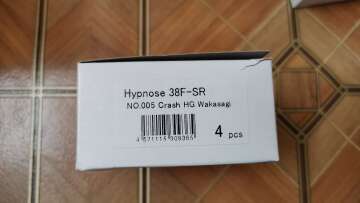 Hypnose 38F-SR
NO.005 Crash HG Wakasagi
4 pcs